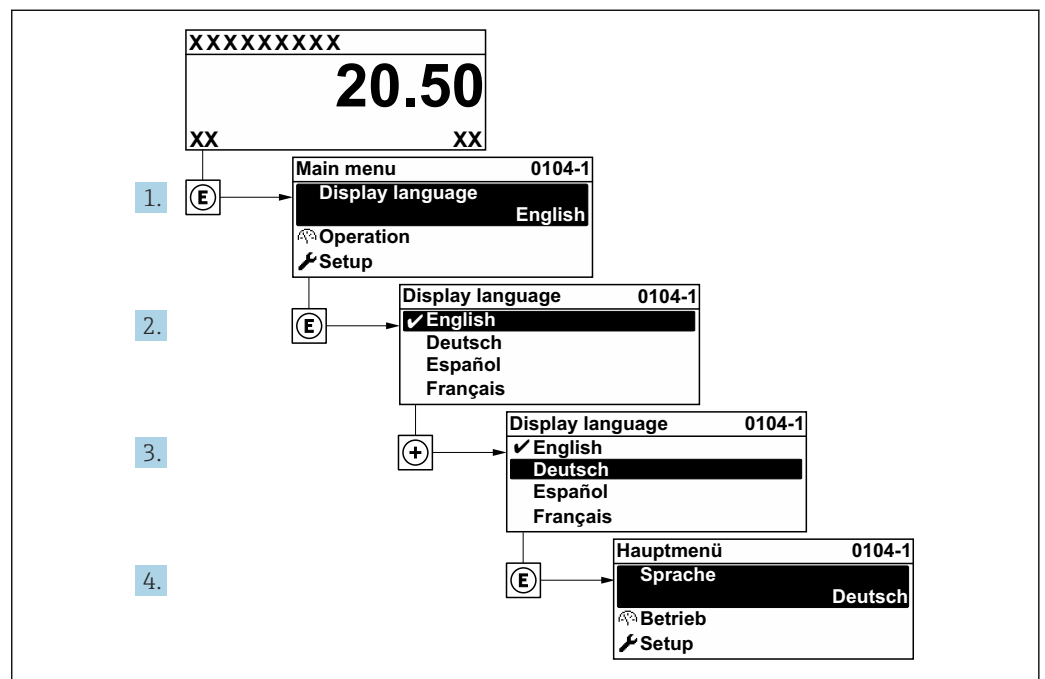 XXXXXXXXX
20.50
XX XX
1. E
Main menu 0104-1
Display language
English
Operation
Setup
2. E
Display language 0104-1
✔English
Deutsch
Español
Français
3. +
Display language 0104-1
✔English
Deutsch
Español
Français
4. E
Hauptmenü 0104-1
Sprache
Deutsch
Betrieb
Setup